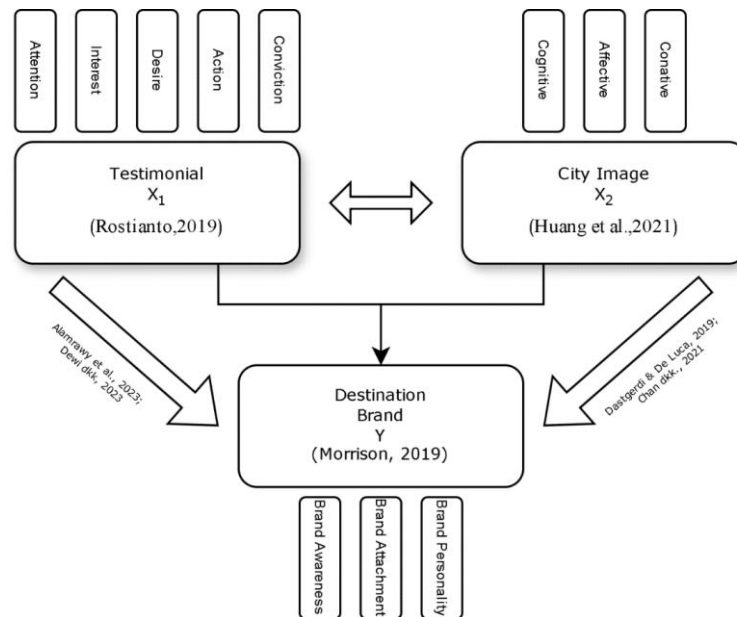 Attention
Interest
Desire
Action
Conviction
Cognitive
Affective
Conative
Testimonial
X₁
(Rostianto,2019)
City Image
X₂
(Huang et al.,2021)
Alamrawy et al., 2023;
Dewi dkk, 2023
Dastgerdi & De Luca, 2019;
Chan dkk., 2021
Destination
Brand
Y
(Morrison, 2019)
Brand Awareness
Brand Attachment
Brand Personality